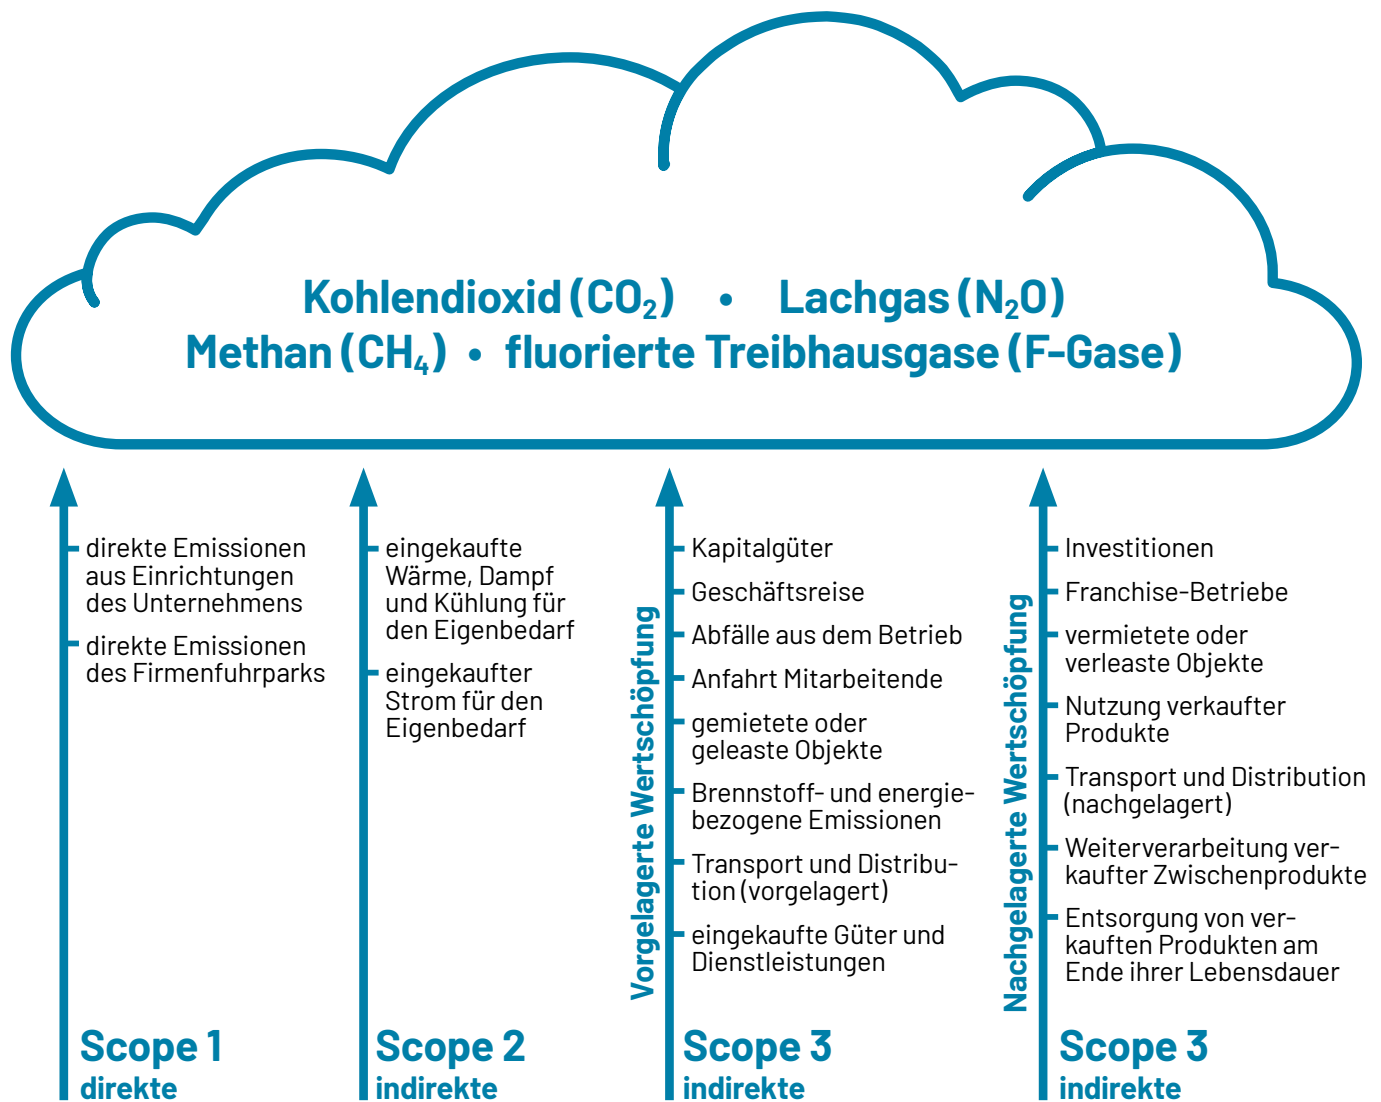 Kohlendioxid (CO₂) • Lachgas (N₂O)
Methan (CH₄) • fluorierte Treibhausgase (F-Gase)
direkte Emissionen
aus Einrichtungen
des Unternehmens
direkte Emissionen
des Firmenfuhrparks
Scope 1
direkte
eingekaufte
Wärme, Dampf
und Kühlung für
den Eigenbedarf
eingekaufter
Strom für den
Eigenbedarf
Scope 2
indirekte
Vorgelagerte Wertschöpfung
Kapitalgüter
Geschäftsreise
Abfälle aus dem Betrieb
Anfahrt Mitarbeitende
gemietete oder
geleaste Objekte
Brennstoff- und energie-
bezogene Emissionen
Transport und Distribu-
tion (vorgelagert)
eingekaufte Güter und
Dienstleistungen
Scope 3
indirekte
Nachgelagerte Wertschöpfung
Investitionen
Franchise-Betriebe
vermietete oder
verleaste Objekte
Nutzung verkaufter
Produkte
Transport und Distribution
(nachgelagert)
Weiterverarbeitung ver-
kaufter Zwischenprodukte
Entsorgung von ver-
kauften Produkten am
Ende ihrer Lebensdauer
Scope 3
indirekte